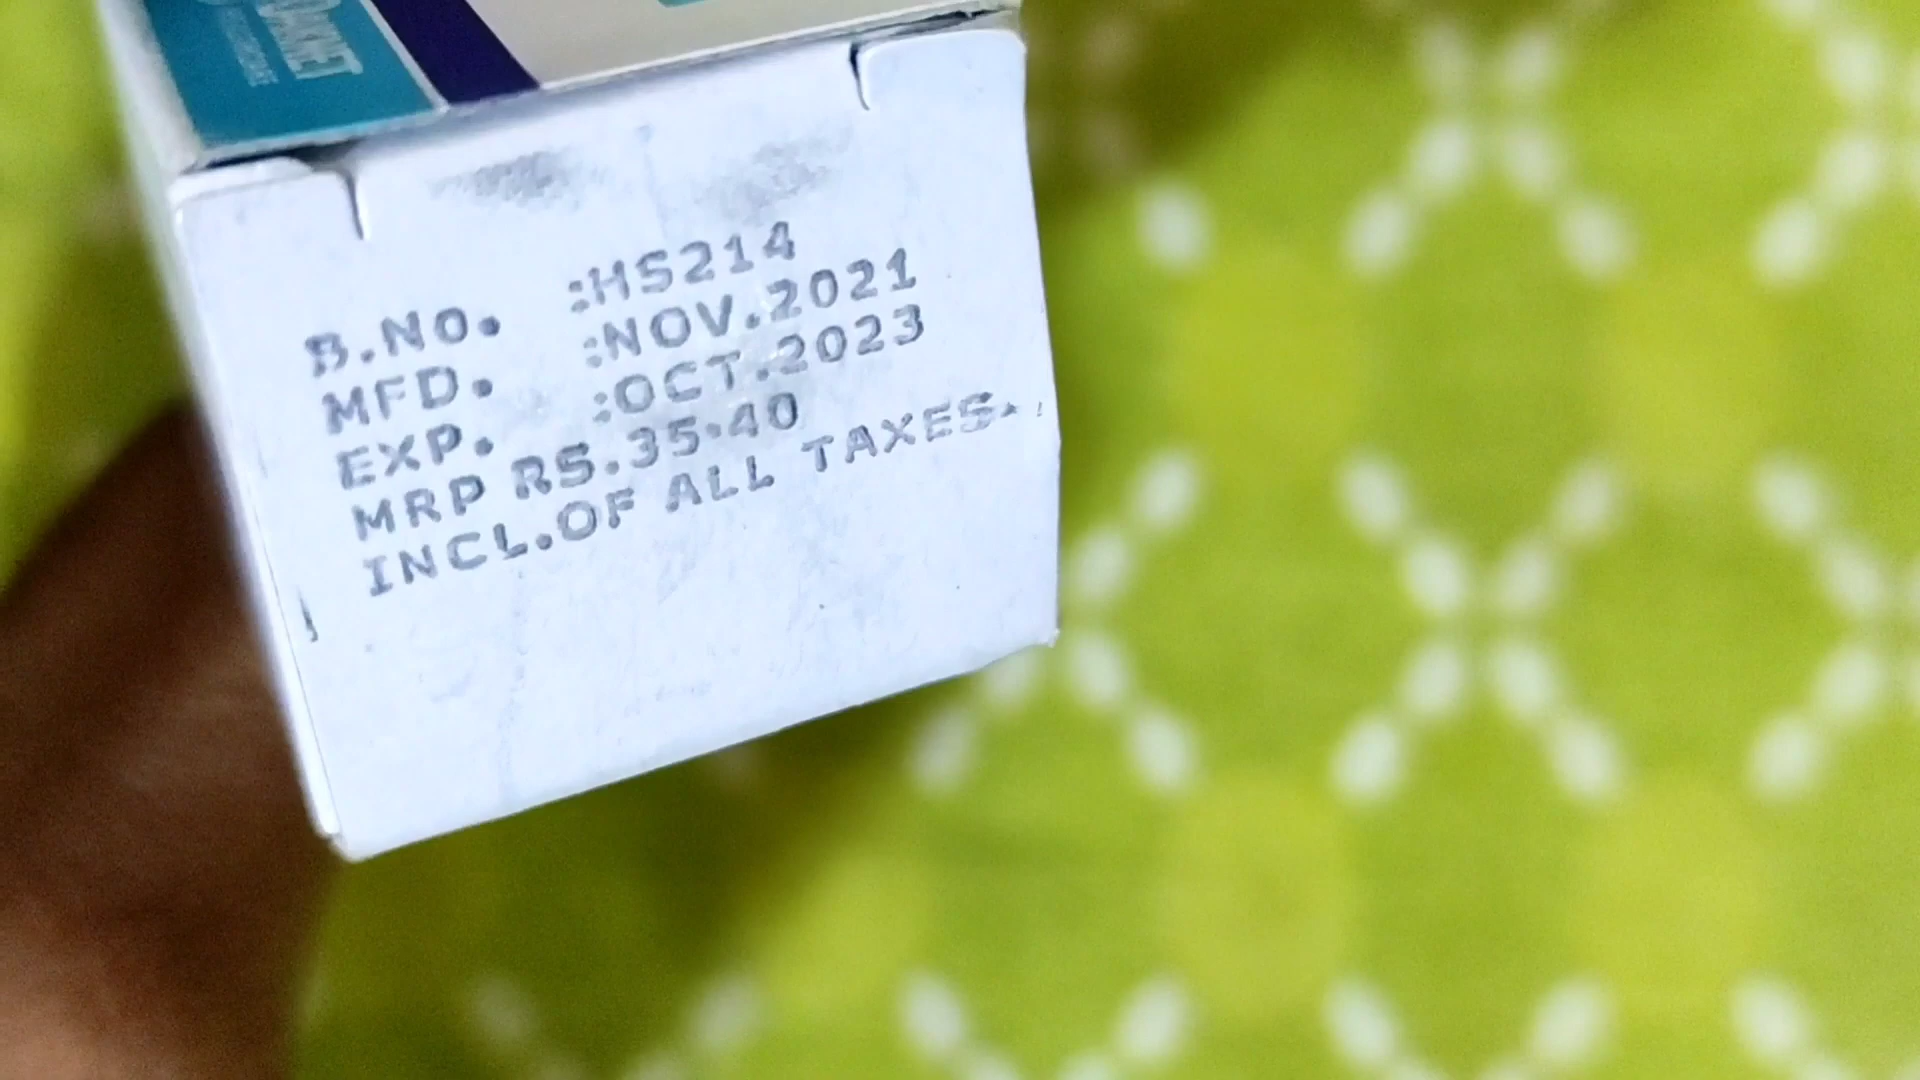 B.NO. :HS214
MFD. :NOV.2021
EXP. :OCT.2023
MRP RS.35.40
INCL.OF ALL TAXES.